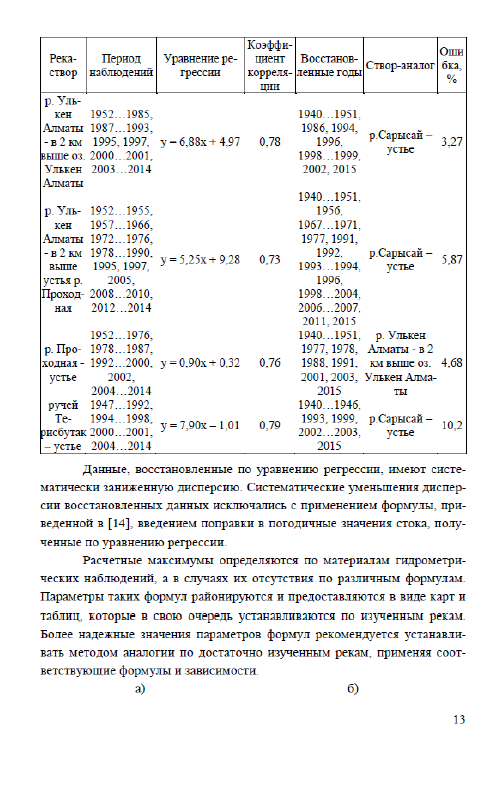 Река-створ | Период наблюдений | Уравнение ре-грессии | Коэффи-циент корреля-ции | Восстанов-ленные годы | Створ-аналог | Оши бка, %
р. Уль-кен Алматы - в 2 км выше оз. Улькен Алматы | 1952…1985, 1987…1993, 1995, 1997, 2000…2001, 2003…2014 | y = 6,88x + 4,97 | 0,78 | 1940…1951, 1986, 1994, 1996, 1998…1999, 2002, 2015 | р.Сарысай – устье | 3,27
р. Уль-кен Алматы - в 2 км выше устья р. Проход-ная | 1952…1955, 1957…1966, 1972…1976, 1978…1990, 1995, 1997, 2005, 2008…2010, 2012…2014 | y = 5,25x + 9,28 | 0,73 | 1940…1951, 1956, 1967…1971, 1977, 1991, 1992, 1993…1994, 1996, 1998…2004, 2006…2007, 2011, 2015 | р.Сарысай – устье | 5,87
р. Про-ходная - устье | 1952…1976, 1978…1987, 1992…2000, 2002, 2004…2014 | y = 0,90x + 0,32 | 0,76 | 1940…1951, 1977, 1978, 1988, 1991, 2001, 2003, 2015 | р. Улькен Алматы - в 2 км выше оз. Улькен Алма-ты | 4,68
ручей Те-рисбутак – устье | 1947…1992, 1994…1998, 2000…2001, 2004…2014 | y = 7,90x – 1,01 | 0,79 | 1940…1946, 1993, 1999, 2002…2003, 2015 | р.Сарысай – устье | 10,2
Данные, восстановленные по уравнению регрессии, имеют систе-
матически заниженную дисперсию. Систематические уменьшения диспер-
сии восстановленных данных исключались с применением формулы, при-
веденной в [14], введением поправки в погодичные значения стока, полу-
ченные по уравнению регрессии.
Расчетные максимумы определяются по материалам гидрометри-
ческих наблюдений, а в случаях их отсутствия по различным формулам.
Параметры таких формул районируются и предоставляются в виде карт и
таблиц, которые в свою очередь устанавливаются по изученным рекам.
Более надежные значения параметров формул рекомендуется устанавли-
вать методом аналогии по достаточно изученным рекам, применяя соот-
ветствующие формулы и зависимости.
а) б)
13